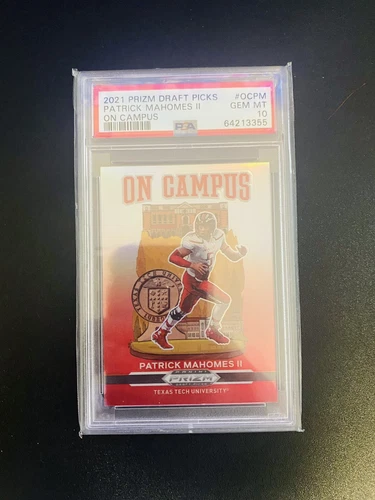 2021 PRIZM DRAFT PICKS #OCPM
PATRICK MAHOMES II GEM MT
ON CAMPUS 10
PSA 64213355
ON CAMPUS
PATRICK MAHOMES II
PANINI
PRIZM
TEXAS TECH UNIVERSITY®